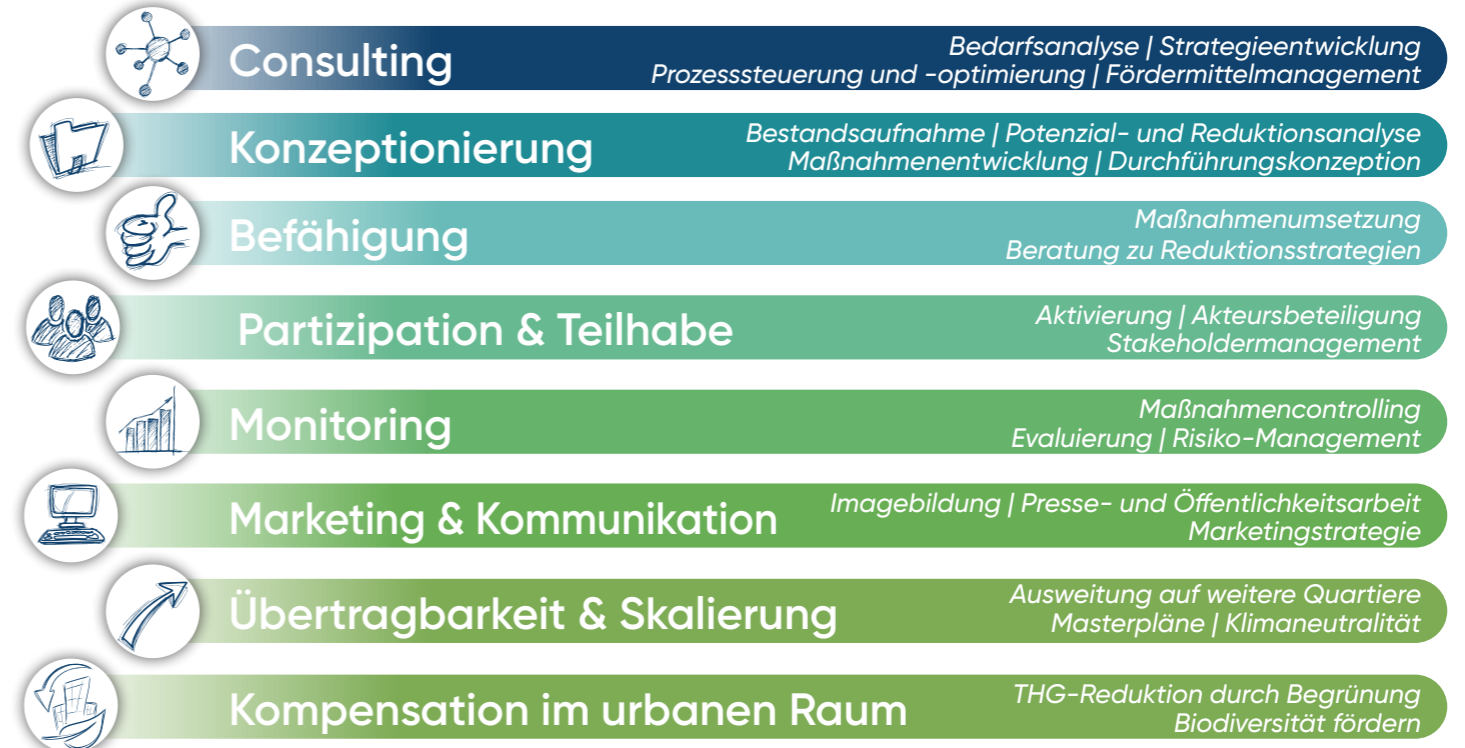 Consulting
Bedarfsanalyse | Strategieentwicklung
Prozesssteuerung und -optimierung | Fördermittelmanagement
Konzeptionierung
Bestandsaufnahme | Potenzial- und Reduktionsanalyse
Maßnahmenentwicklung | Durchführungskonzeption
Befähigung
Maßnahmenumsetzung
Beratung zu Reduktionsstrategien
Partizipation & Teilhabe
Aktivierung | Akteursbeteiligung
Stakeholdermanagement
Monitoring
Maßnahmencontrolling
Evaluierung | Risiko-Management
Marketing & Kommunikation
Imagebildung | Presse- und Öffentlichkeitsarbeit
Marketingstrategie
Übertragbarkeit & Skalierung
Ausweitung auf weitere Quartiere
Masterpläne | Klimaneutralität
Kompensation im urbanen Raum
THG-Reduktion durch Begrünung
Biodiversität fördern